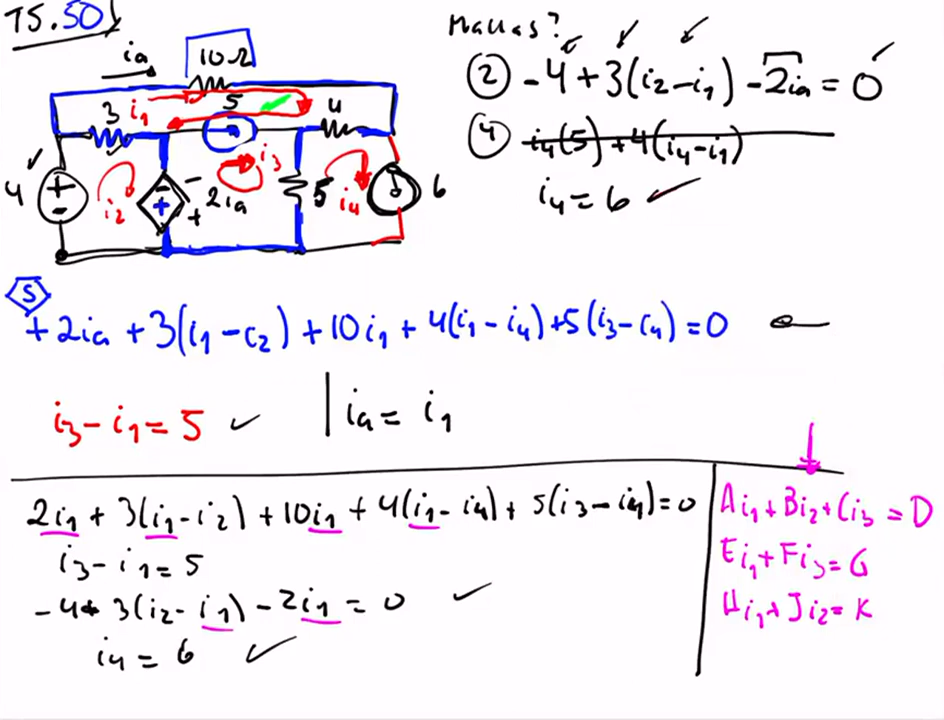 T5.50)
Mallas?
ia
10Ω
② -4+3(i₂-i₁)-2ia=0
3 i₁ 5 4
④ i₄(5)+4(i₄-i₁)
4 + - i₂ - + 2ia + i₃ 5 i₄ 6
i₄=6
5
+2ia+3(i₁-i₂)+10i₁+4(i₁-i₄)+5(i₃-i₄)=0
i₃-i₁=5 | ia=i₁
2i₁+3(i₁-i₂)+10i₁+4(i₁-i₄)+5(i₃-i₄)=0
i₃-i₁=5
-4+3(i₂-i₁)-2i₁=0
i₄=6
Ai₁+Bi₂+Ci₃=D
Ei₁+Fi₃=G
Hi₁+Ji₂=K